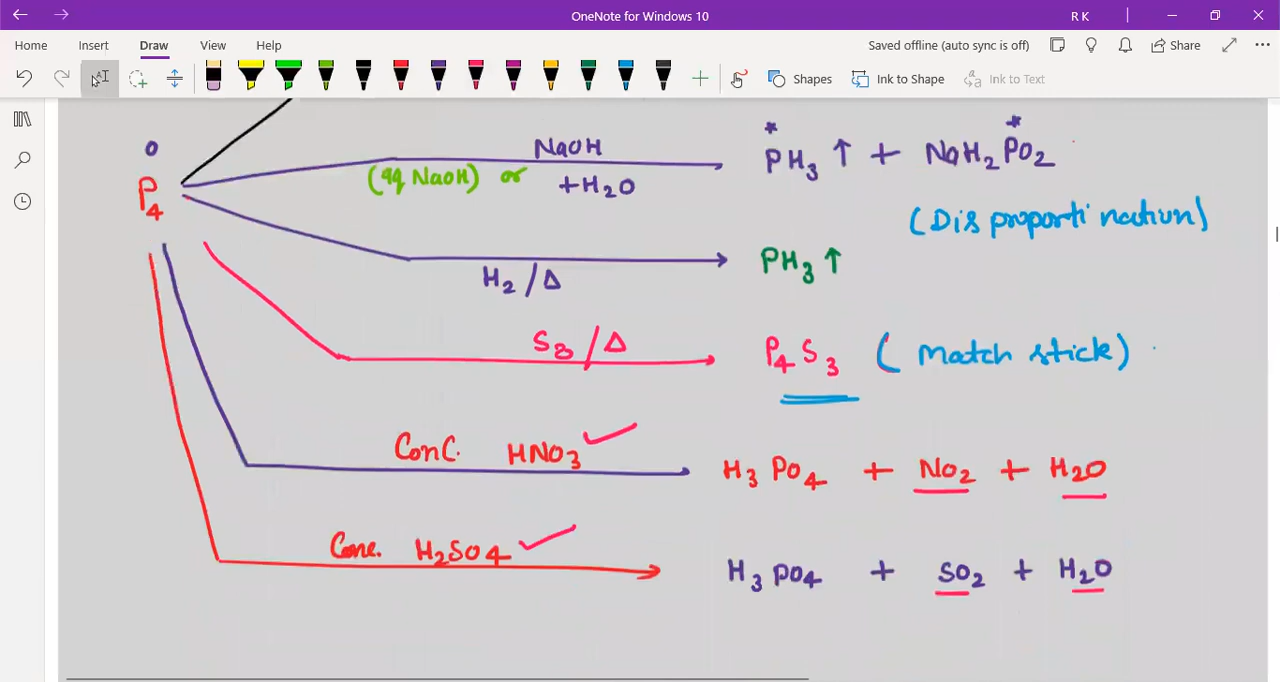 OneNote for Windows 10
R K
Home Insert Draw View Help
Saved offline (auto sync is off)
Share
Shapes
Ink to Shape
Ink to Text
0
P4
NaOH
(aq NaOH) or +H2O
PH3 ↑ + NaH2PO2
* *
(Disproporti nation)
H2/Δ
PH3 ↑
S8/Δ
P4S3 (Match stick)
Conc. HNO3 ✓
H3PO4 + NO2 + H2O
Conc. H2SO4 ✓
H3PO4 + SO2 + H2O